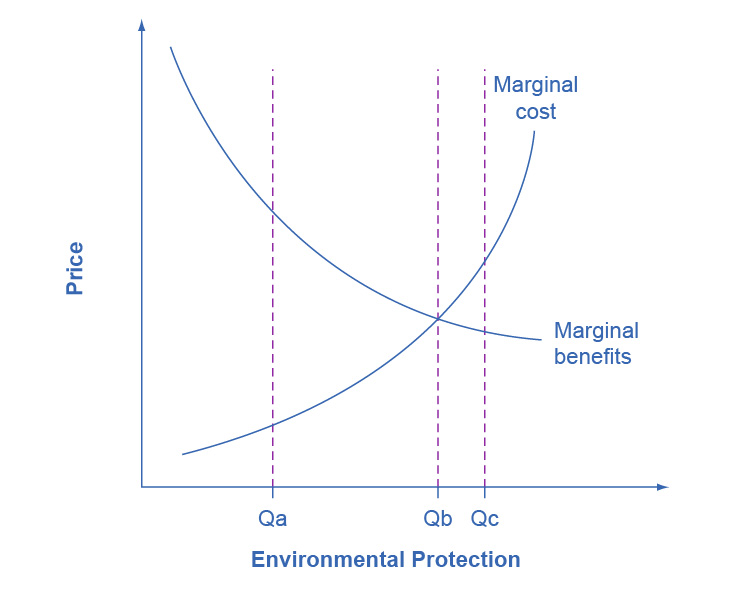 Marginal
cost
Price
Marginal
benefits
Qa
Qb
Qc
Environmental Protection